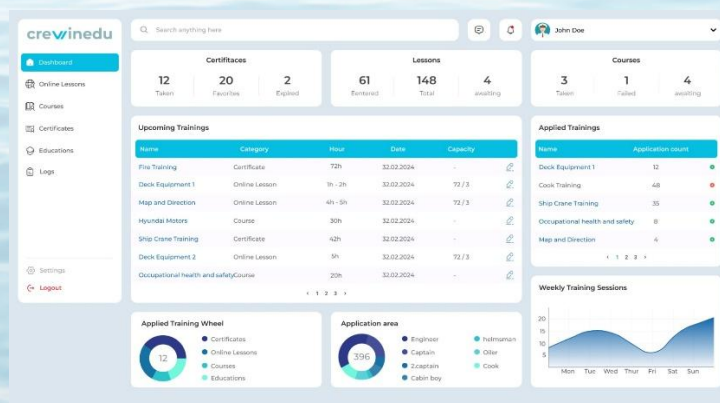 crewinedu
Search anything here
John Doe
Dashboard
Online Lessons
Courses
Certificates
Educations
Logs
Settings
Logout
Certifitaces
12 20 2
Taken Favorites Expired
Lessons
61 148 4
Eentered Total awaiting
Courses
3 1 4
Taken Failed awaiting
Upcoming Trainings
Name Category Hour Date Capacity
Fire Training Certificate 72h 32.02.2024 -
Deck Equipment 1 Online Lesson 1h - 2h 32.02.2024 72 / 3
Map and Direction Online Lesson 4h - 5h 32.02.2024 72 / 3
Hyundai Motors Course 30h 32.02.2024 -
Ship Crane Training Certificate 42h 32.02.2024 -
Deck Equipment 2 Online Lesson 5h 32.02.2024 72 / 3
Occupational health and safety Course 20h 32.02.2024 -
‹ 1 2 3 ›
Applied Trainings
Name Application count
Deck Equipment 1 12
Cook Training 48
Ship Crane Training 35
Occupational health and safety 8
Map and Direction 4
‹ 1 2 3 ›
Applied Training Wheel
12
Certificates
Online Lessons
Courses
Educations
Application area
396
Engineer
Captain
2.captain
Cabin boy
helmsman
Oiler
Cook
Weekly Training Sessions
20
15
10
5
Mon Tue Wed Thur Fri Sat Sun